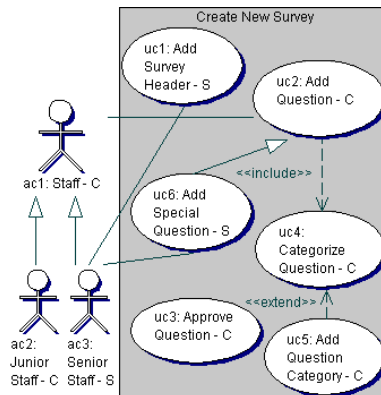 Create New Survey
uc1: Add
Survey
Header - S
uc2: Add
Question - C
ac1: Staff - C
<<include>>
uc6: Add
Special
Question - S
uc4:
Categorize
Question - C
ac2:
Junior
Staff - C
ac3:
Senior
Staff - S
uc3: Approve
Question - C
<<extend>>
uc5: Add
Question
Category - C